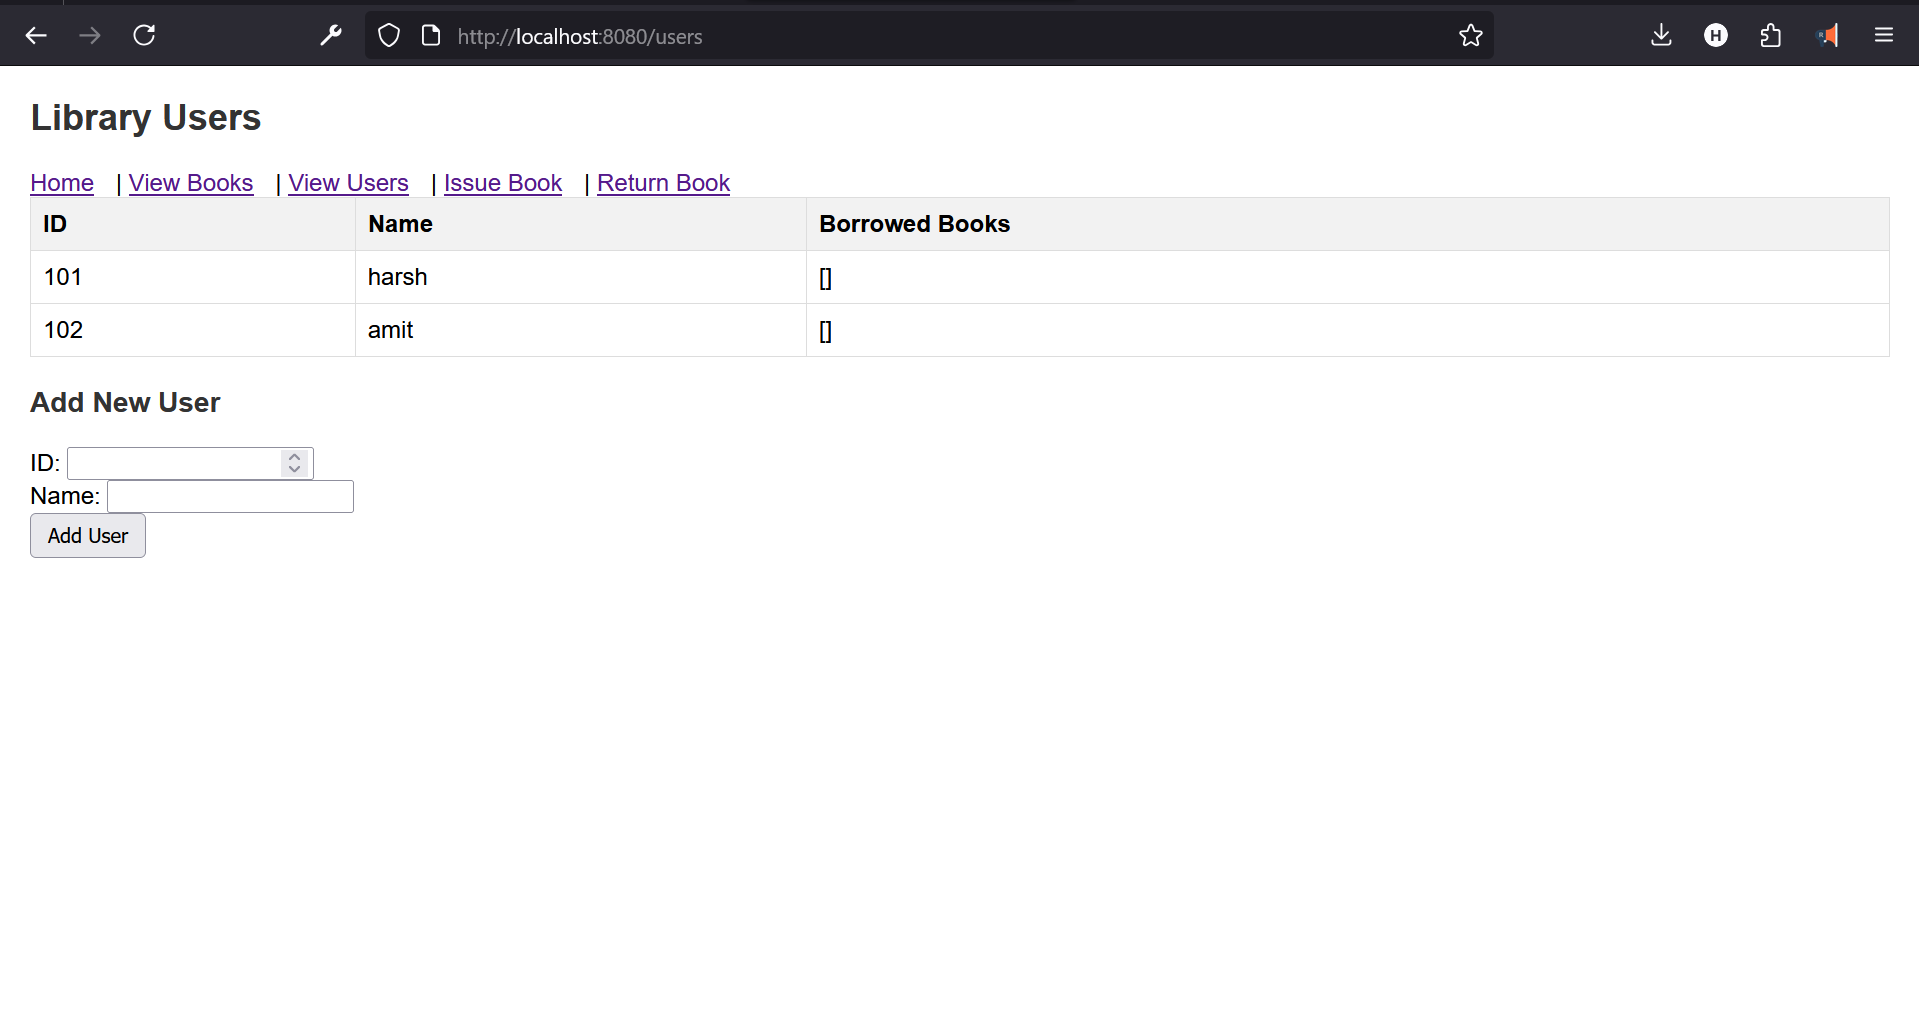 http://localhost:8080/users
H
Library Users
Home | View Books | View Users | Issue Book | Return Book
ID Name Borrowed Books
101 harsh []
102 amit []
Add New User
ID:
Name:
Add User